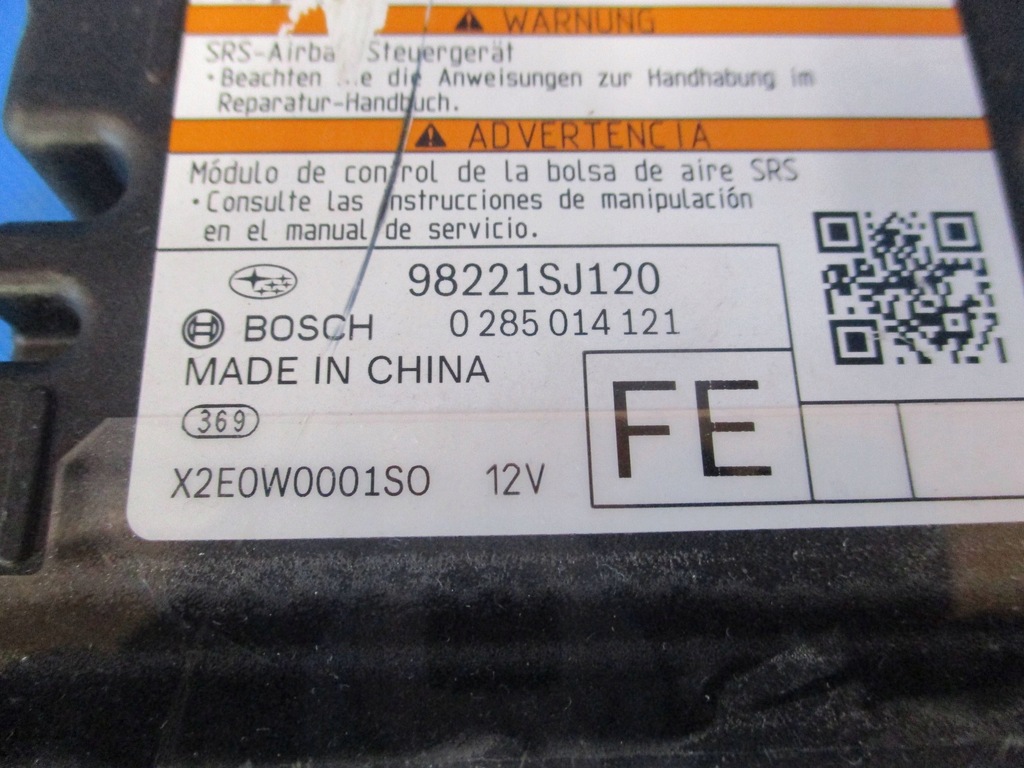 WARNUNG
SRS-Airba Steuergerät
・Beachten die Anweisungen zur Handhabung im
Reparatur-Handbuch.
ADVERTENCIA
Módulo de control de la bolsa de aire SRS
・Consulte las instrucciones de manipulación
en el manual de servicio.
98221SJ120
BOSCH 0 285 014 121
MADE IN CHINA
369
FE
X2E0W0001S0 12V